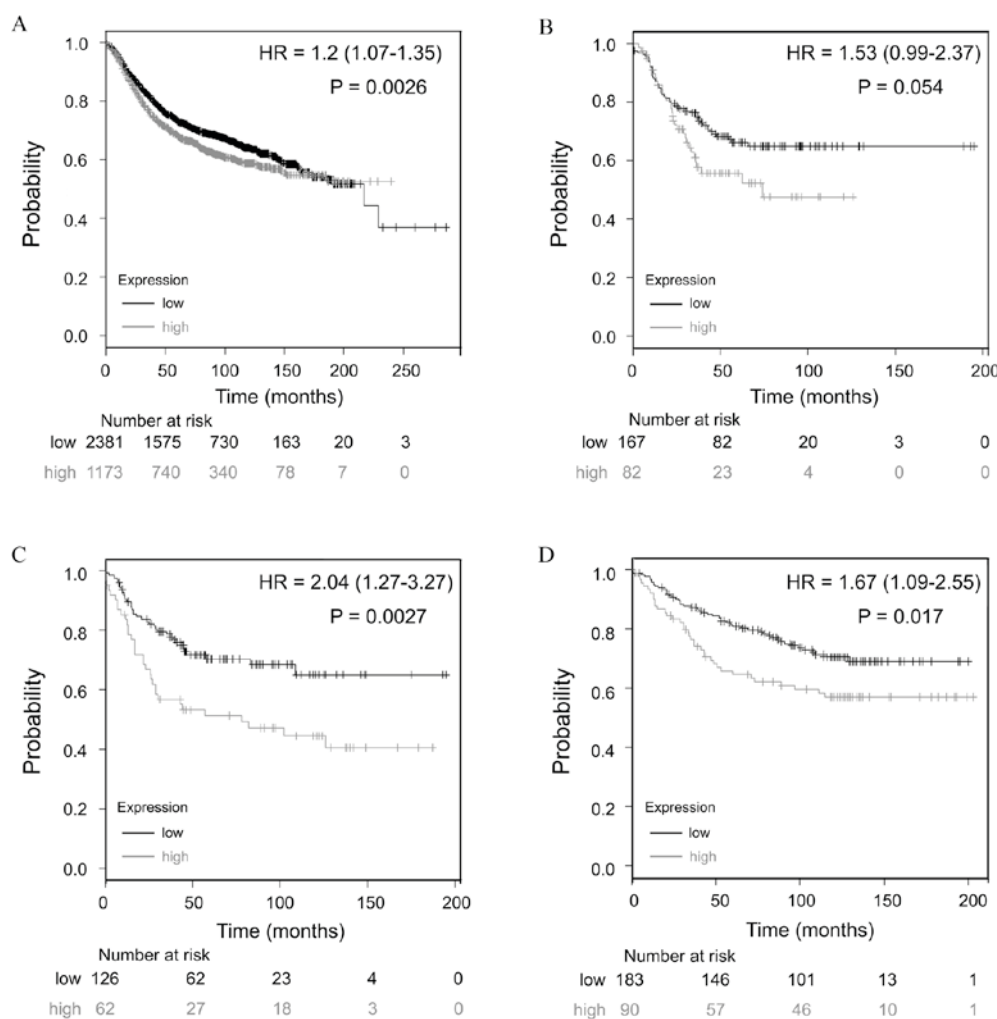 A
HR = 1.2 (1.07-1.35)
P = 0.0026
1.0
0.8
0.6
0.4
0.2
0.0
Probability
Expression
low
high
0 50 100 150 200 250
Time (months)
Number at risk
low 2381 1575 730 163 20 3
high 1173 740 340 78 7 0
B
HR = 1.53 (0.99-2.37)
P = 0.054
1.0
0.8
0.6
0.4
0.2
0.0
Probability
Expression
low
high
0 50 100 150 200
Time (months)
Number at risk
low 167 82 20 3 0
high 82 23 4 0 0
C
HR = 2.04 (1.27-3.27)
P = 0.0027
1.0
0.8
0.6
0.4
0.2
0.0
Probability
Expression
low
high
0 50 100 150 200
Time (months)
Number at risk
low 126 62 23 4 0
high 62 27 18 3 0
D
HR = 1.67 (1.09-2.55)
P = 0.017
1.0
0.8
0.6
0.4
0.2
0.0
Probability
Expression
low
high
0 50 100 150 200
Time (months)
Number at risk
low 183 146 101 13 1
high 90 57 46 10 1